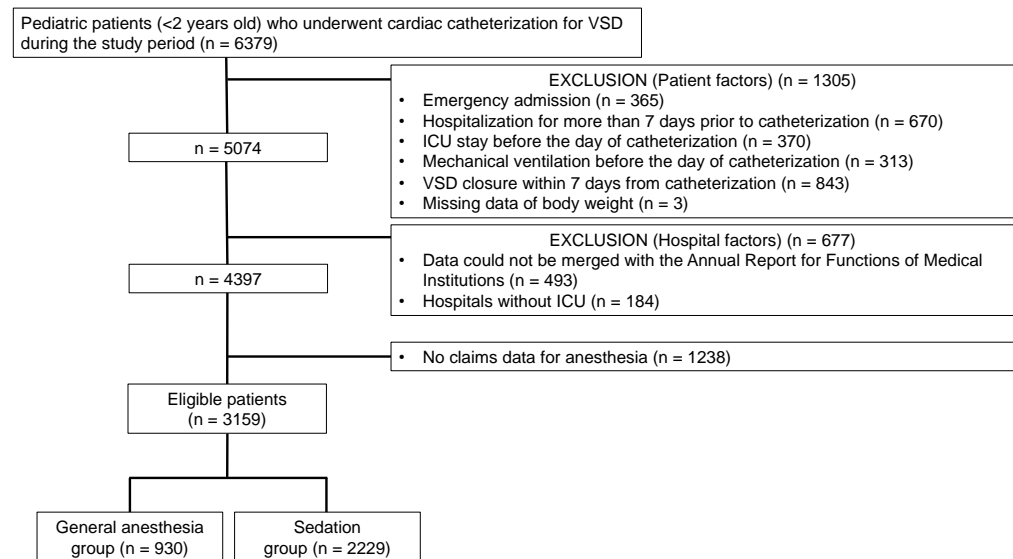 Pediatric patients (<2 years old) who underwent cardiac catheterization for VSD
during the study period (n = 6379)
EXCLUSION (Patient factors) (n = 1305)
• Emergency admission (n = 365)
• Hospitalization for more than 7 days prior to catheterization (n = 670)
• ICU stay before the day of catheterization (n = 370)
• Mechanical ventilation before the day of catheterization (n = 313)
• VSD closure within 7 days from catheterization (n = 843)
• Missing data of body weight (n = 3)
n = 5074
EXCLUSION (Hospital factors) (n = 677)
• Data could not be merged with the Annual Report for Functions of Medical
Institutions (n = 493)
• Hospitals without ICU (n = 184)
n = 4397
• No claims data for anesthesia (n = 1238)
Eligible patients
(n = 3159)
General anesthesia
group (n = 930)
Sedation
group (n = 2229)